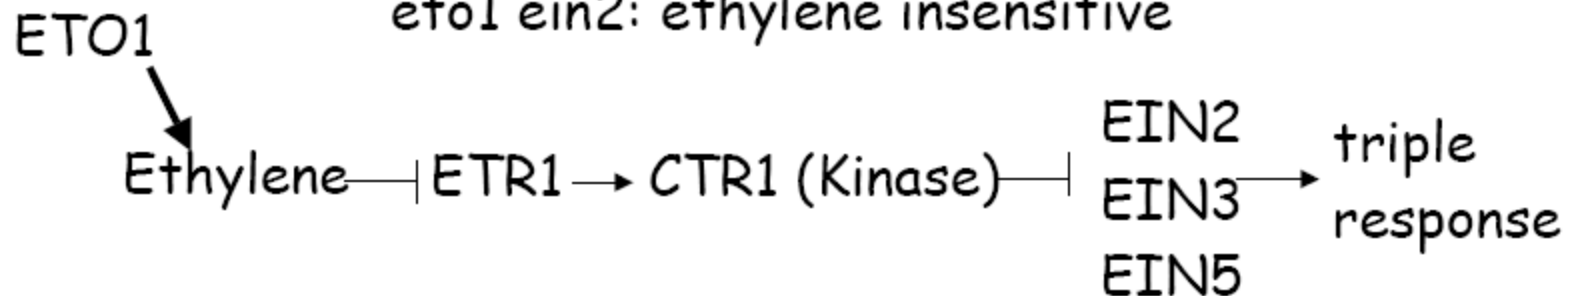 eto1 ein2: ethylene insensitive
ETO1
Ethylene ETR1 CTR1 (Kinase)
EIN2
EIN3
EIN5
triple
response